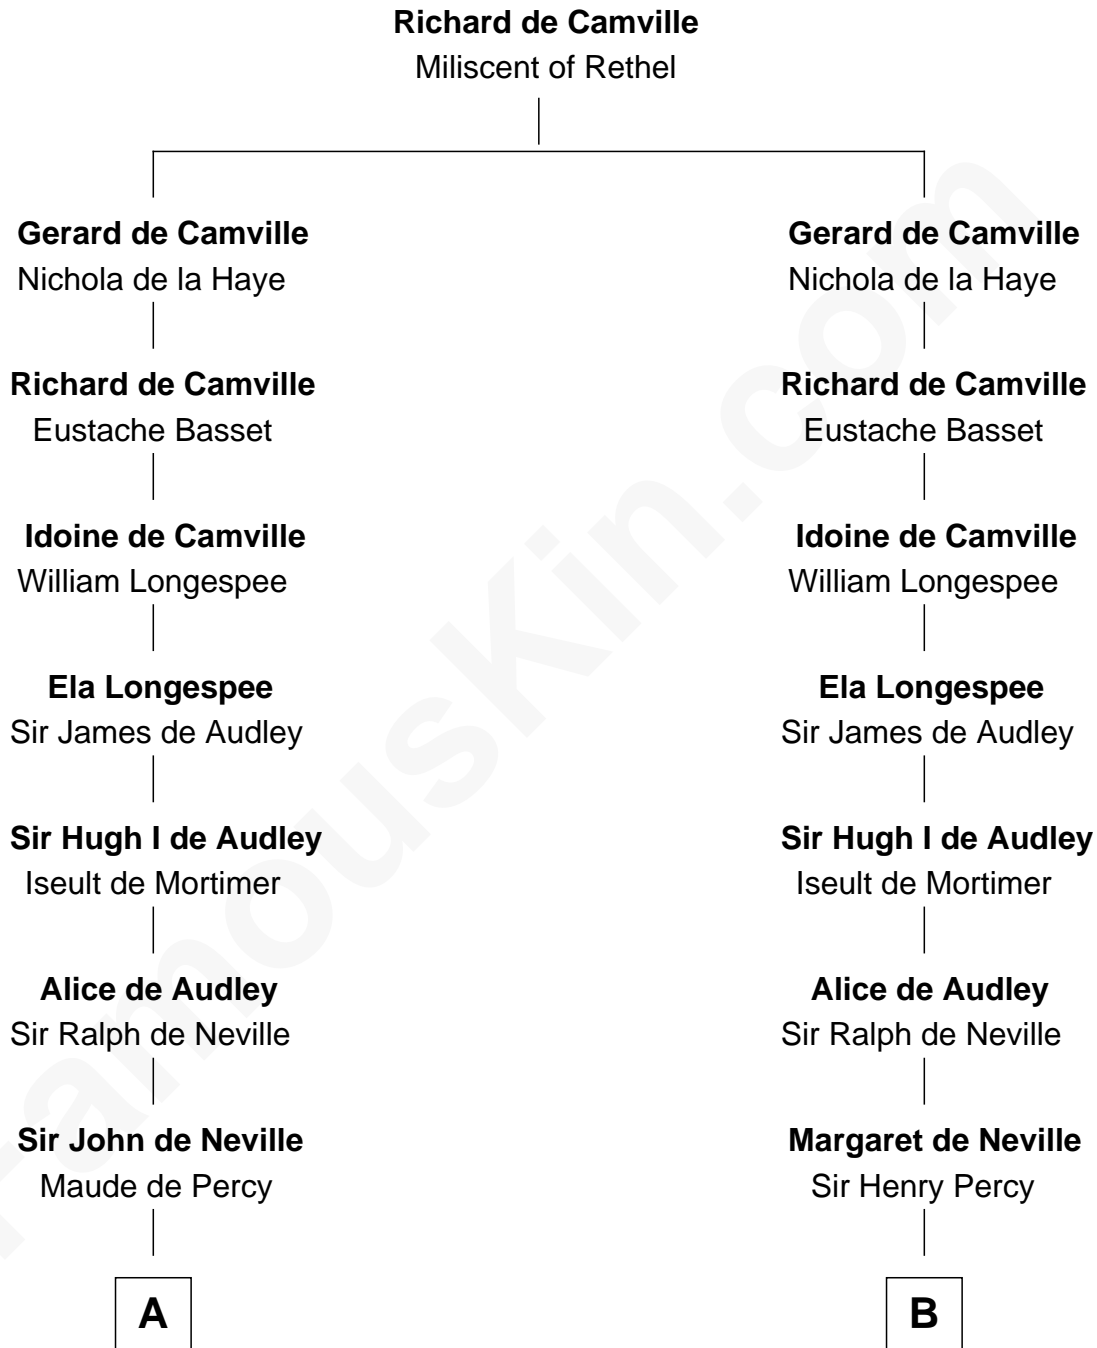 Richard de Camville
Miliscent of Rethel
Gerard de Camville
Nichola de la Haye
Richard de Camville
Eustache Basset
Idoine de Camville
William Longespee
Ela Longespee
Sir James de Audley
Sir Hugh I de Audley
Iseult de Mortimer
Alice de Audley
Sir Ralph de Neville
Sir John de Neville
Maude de Percy
A
Gerard de Camville
Nichola de la Haye
Richard de Camville
Eustache Basset
Idoine de Camville
William Longespee
Ela Longespee
Sir James de Audley
Sir Hugh I de Audley
Iseult de Mortimer
Alice de Audley
Sir Ralph de Neville
Margaret de Neville
Sir Henry Percy
B
FamousKin.com